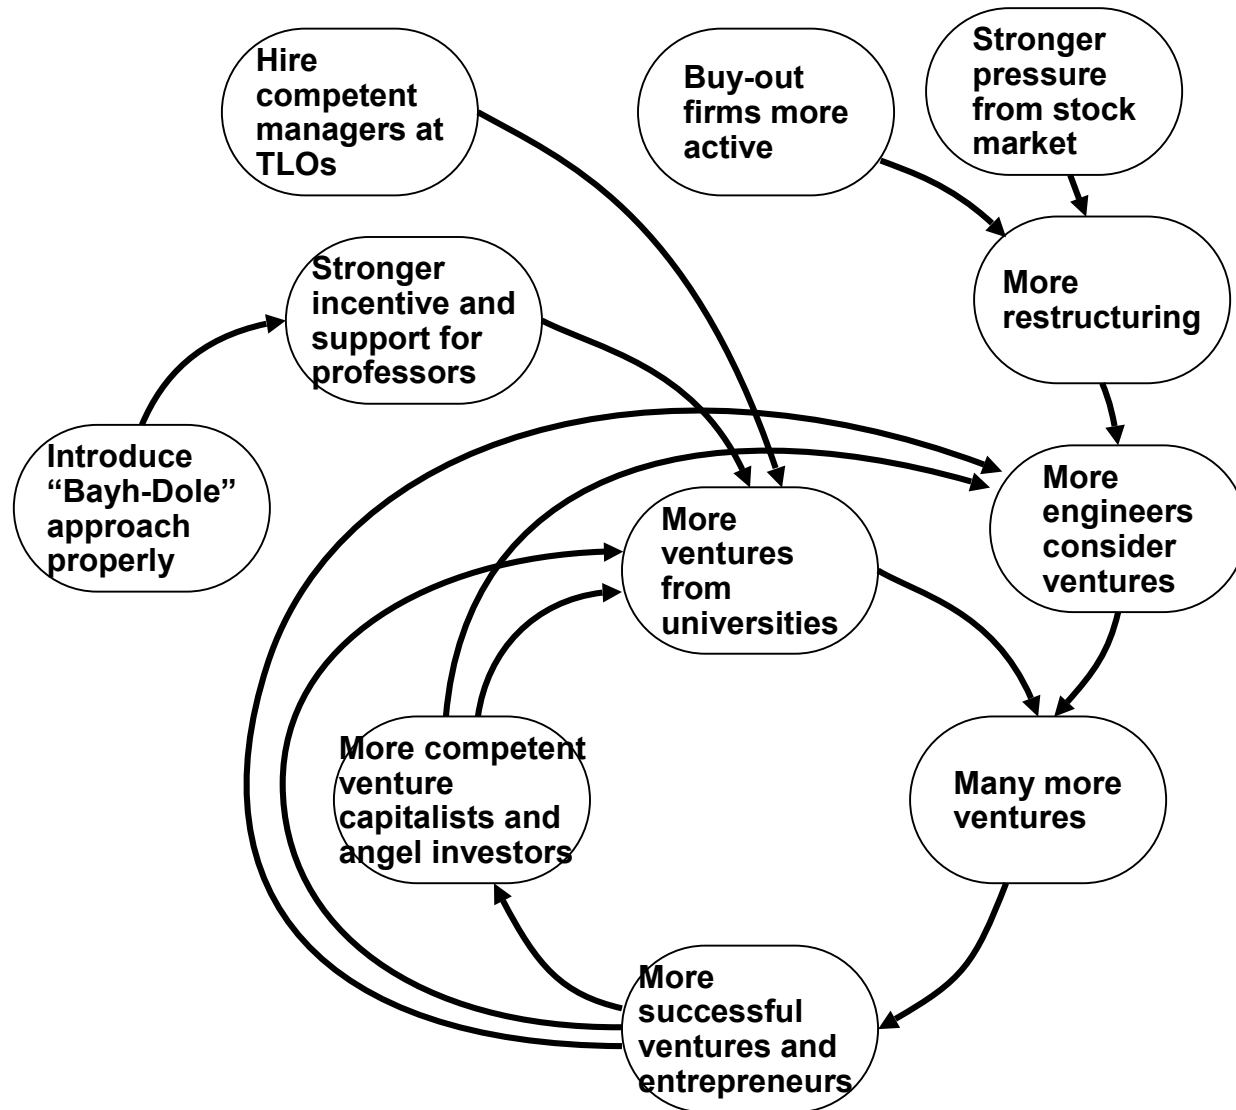 Hire
competent
managers at
TLOs
Buy-out
firms more
active
Stronger
pressure
from stock
market
Stronger
incentive and
support for
professors
More
restructuring
Introduce
“Bayh-Dole”
approach
properly
More
ventures
from
universities
More
engineers
consider
ventures
More competent
venture
capitalists and
angel investors
Many more
ventures
More
successful
ventures and
entrepreneurs